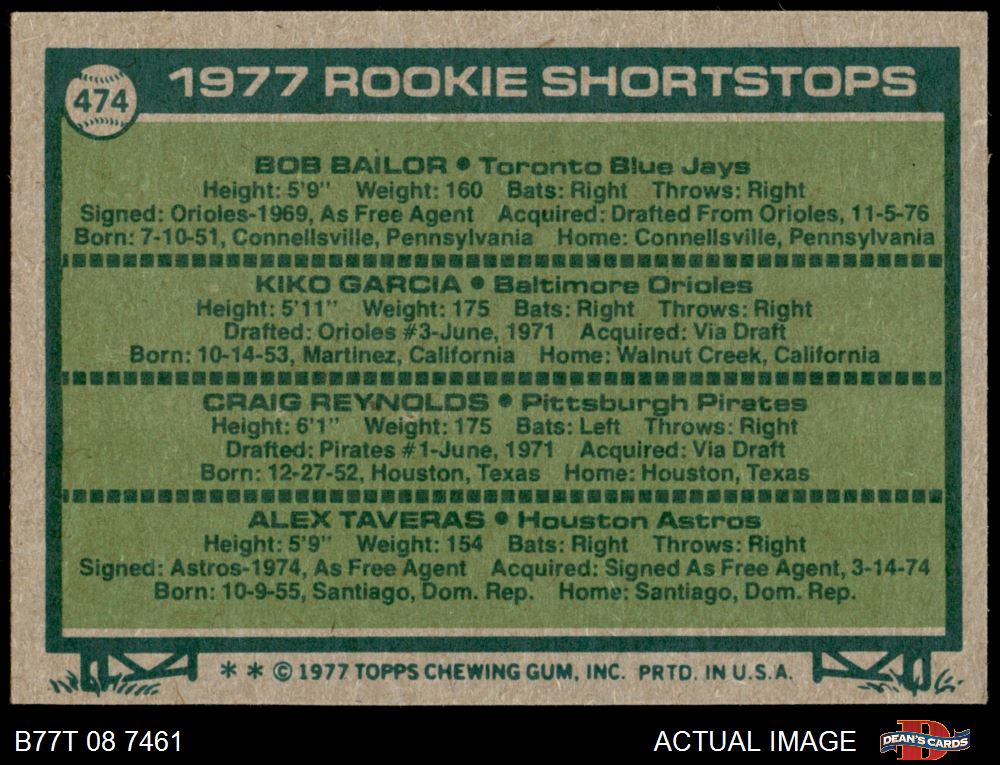 474
1977 ROOKIE SHORTSTOPS
BOB BAILOR • Toronto Blue Jays
Height: 5'9" Weight: 160 Bats: Right Throws: Right
Signed: Orioles-1969, As Free Agent Acquired: Drafted From Orioles, 11-5-76
Born: 7-10-51, Connellsville, Pennsylvania Home: Connellsville, Pennsylvania
KIKO GARCIA • Baltimore Orioles
Height: 5'11" Weight: 175 Bats: Right Throws: Right
Drafted: Orioles #3-June, 1971 Acquired: Via Draft
Born: 10-14-53, Martinez, California Home: Walnut Creek, California
CRAIG REYNOLDS • Pittsburgh Pirates
Height: 6'1" Weight: 175 Bats: Left Throws: Right
Drafted: Pirates #1-June, 1971 Acquired: Via Draft
Born: 12-27-52, Houston, Texas Home: Houston, Texas
ALEX TAVERAS • Houston Astros
Height: 5'9" Weight: 154 Bats: Right Throws: Right
Signed: Astros-1974, As Free Agent Acquired: Signed As Free Agent, 3-14-74
Born: 10-9-55, Santiago, Dom. Rep. Home: Santiago, Dom. Rep.
* * © 1977 TOPPS CHEWING GUM, INC. PRTD. IN U.S.A.
B77T 08 7461 ACTUAL IMAGE D DEAN'S CARDS